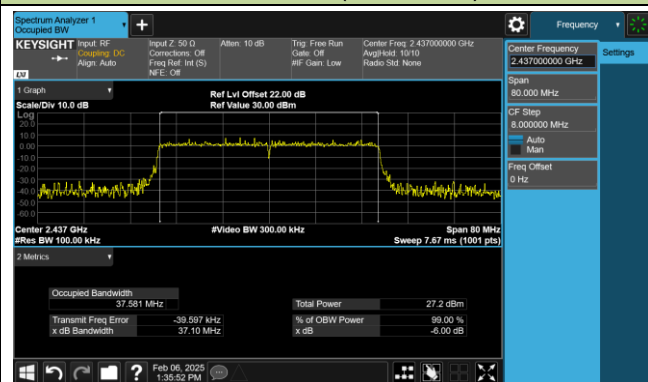 Spectrum Analyzer 1
Occupied BW
+
Frequency
KEYSIGHT
Input: RF
Coupling: DC
Align: Auto
Input Z: 50 Ω
Corrections: Off
Freq Ref: Int (S)
NFE: Off
Atten: 10 dB
Trig: Free Run
Gate: Off
#IF Gain: Low
Center Freq: 2.437000000 GHz
Avg|Hold: 10/10
Radio Std: None
LXI
Center Frequency
2.437000000 GHz
Settings
Span
80.000 MHz
CF Step
8.000000 MHz
Auto
Man
Freq Offset
0 Hz
1 Graph
Scale/Div 10.0 dB
Ref Lvl Offset 22.00 dB
Ref Value 30.00 dBm
Log
20.0
10.0
0.00
-10.0
-20.0
-30.0
-40.0
-50.0
-60.0
Center 2.437 GHz
#Res BW 100.00 kHz
#Video BW 300.00 kHz
Span 80 MHz
Sweep 7.67 ms (1001 pts)
2 Metrics
Occupied Bandwidth
37.581 MHz
Transmit Freq Error -39.597 kHz
x dB Bandwidth 37.10 MHz
Total Power 27.2 dBm
% of OBW Power 99.00 %
x dB -6.00 dB
?
Feb 06, 2025
1:35:52 PM